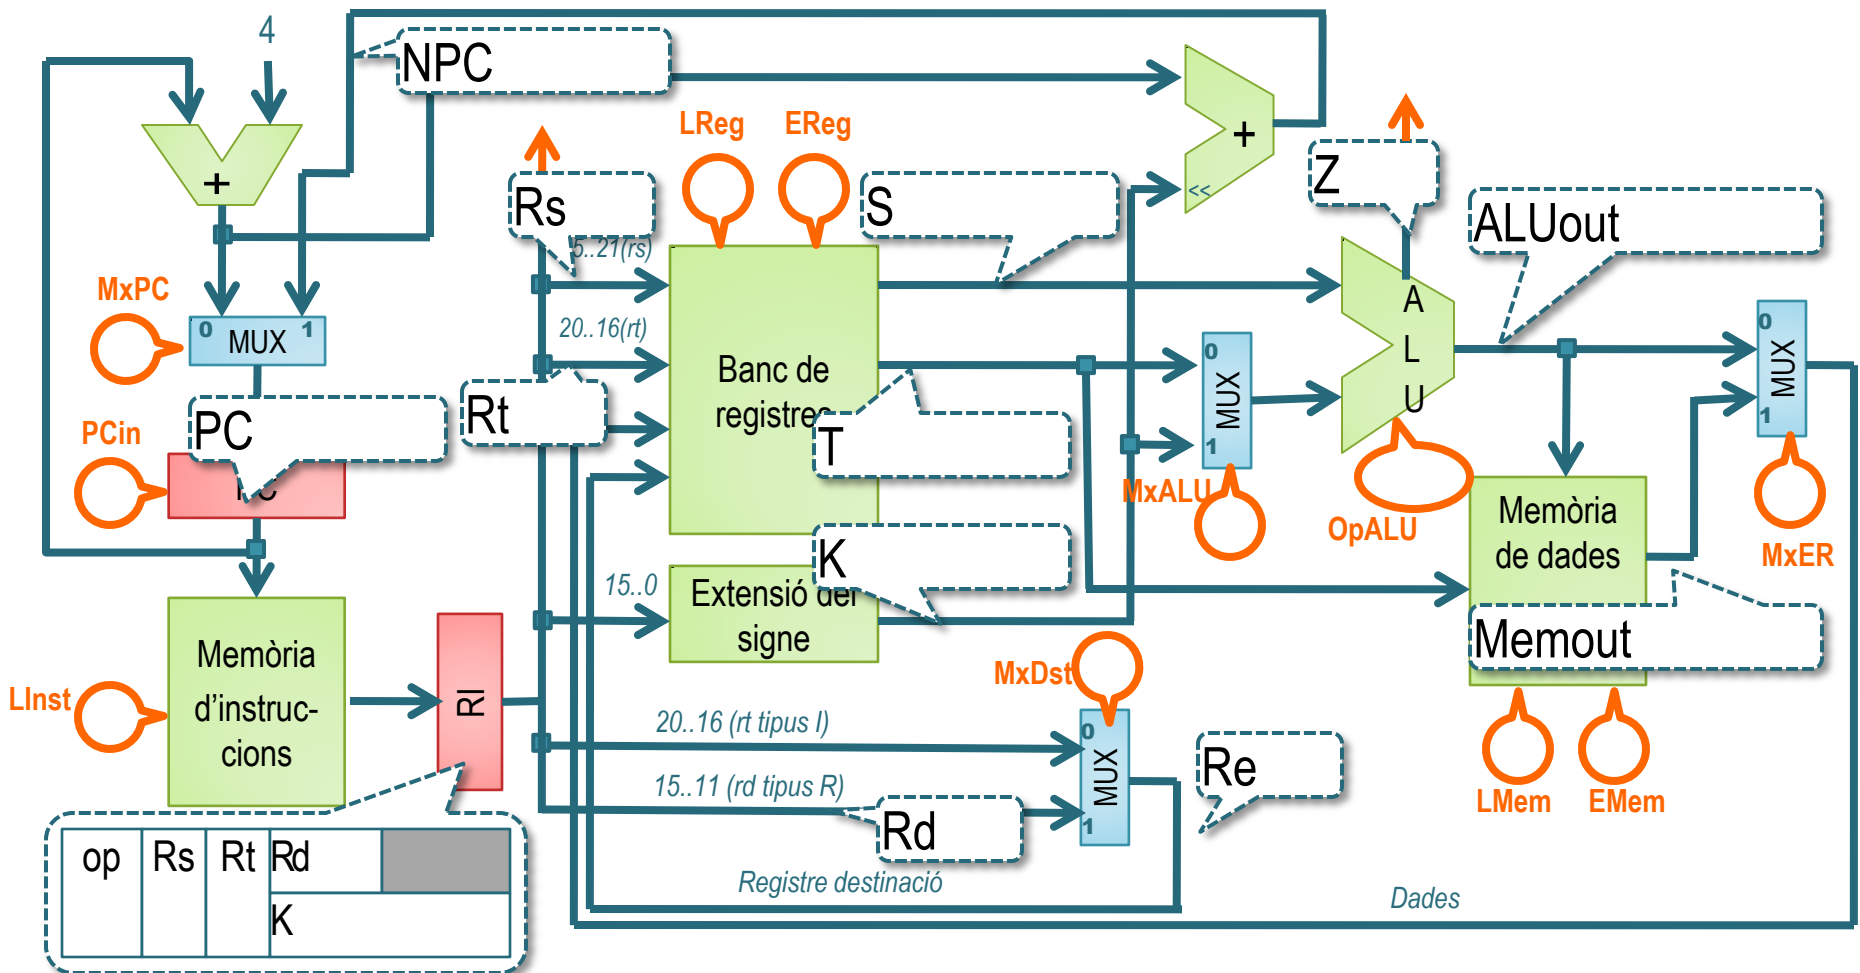 4
NPC
LReg
EReg
+
+
<<
Rs
S
Z
ALUout
5..21(rs)
MxPC
0
MUX
1
20..16(rt)
Banc de
registres
0
MUX
1
A
L
U
0
MUX
1
PCin
PC
Rt
T
MxALU
OpALU
MxER
Memòria
de dades
K
15..0
Extensió del
signe
Memout
Memòria
d'instruc-
cions
LInst
RI
MxDst
20..16 (rt tipus I)
0
MUX
1
15..11 (rd tipus R)
Rd
Re
LMem
EMem
op
Rs
Rt
Rd
K
Registre destinació
Dades